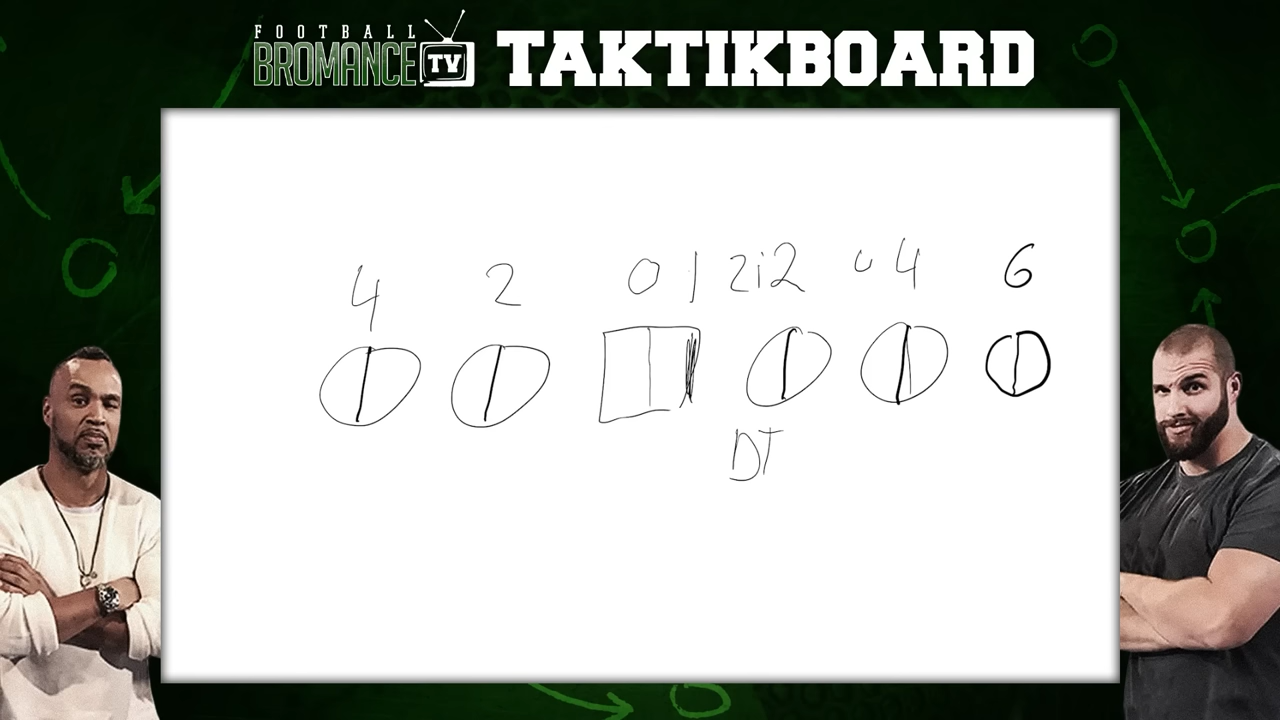 FOOTBALL
BROMANCE TV
TAKTIKBOARD
4 2 0 1 2i2 4 6
DT